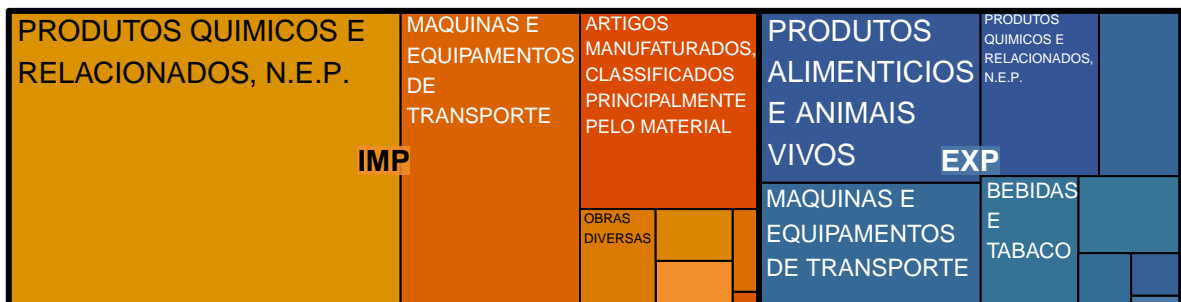 PRODUTOS QUIMICOS E
RELACIONADOS, N.E.P.
MAQUINAS E
EQUIPAMENTOS
DE
TRANSPORTE
ARTIGOS
MANUFATURADOS,
CLASSIFICADOS
PRINCIPALMENTE
PELO MATERIAL
OBRAS
DIVERSAS
IMP
PRODUTOS
ALIMENTICIOS
E ANIMAIS
VIVOS
PRODUTOS
QUIMICOS E
RELACIONADOS,
N.E.P.
EXP
MAQUINAS E
EQUIPAMENTOS
DE TRANSPORTE
BEBIDAS
E
TABACO